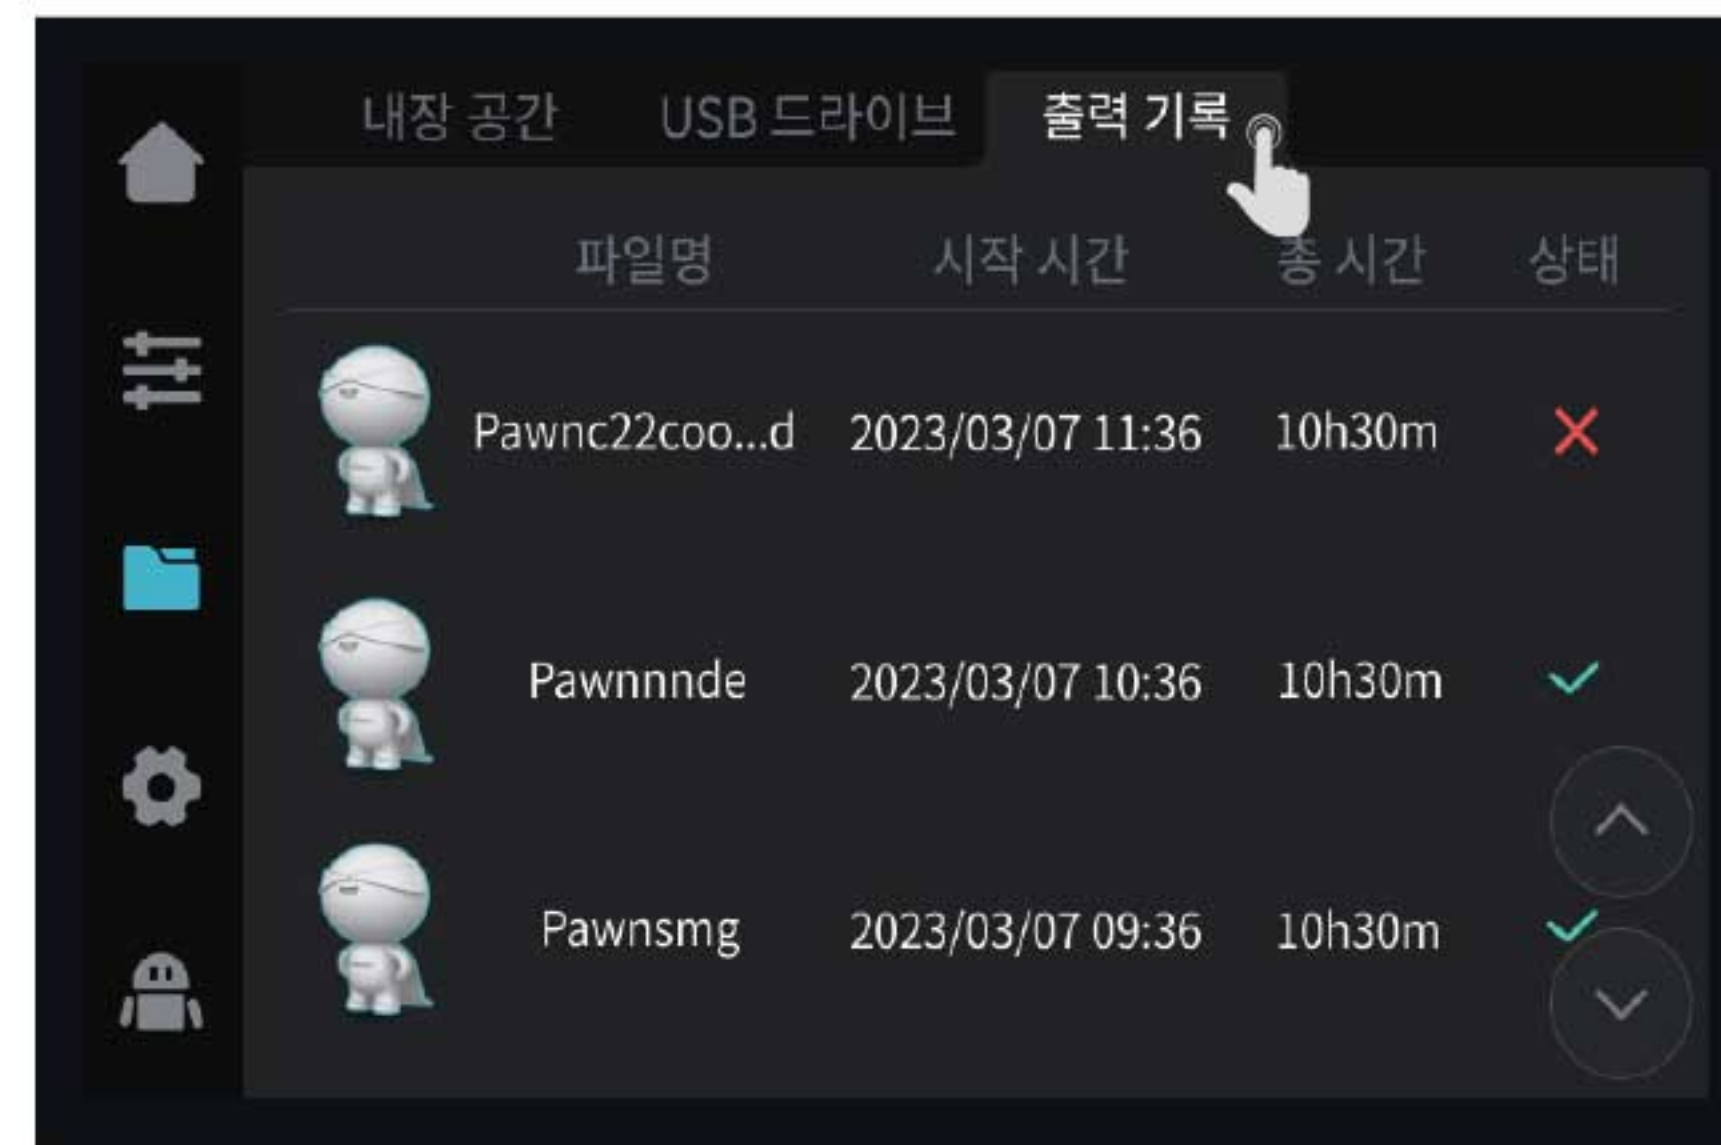 내장 공간 USB 드라이브 출력 기록
파일명 시작 시간 총 시간 상태
Pawnc22coo...d 2023/03/07 11:36 10h30m
Pawnnnde 2023/03/07 10:36 10h30m
Pawnsmg 2023/03/07 09:36 10h30m